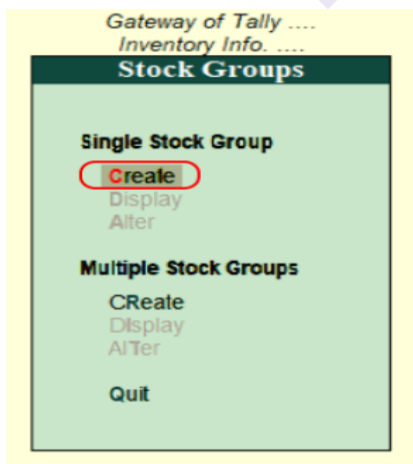 Gateway of Tally ....
Inventory Info. ....
Stock Groups
Single Stock Group
Create
Display
Alter
Multiple Stock Groups
CReate
DIsplay
AlTer
Quit